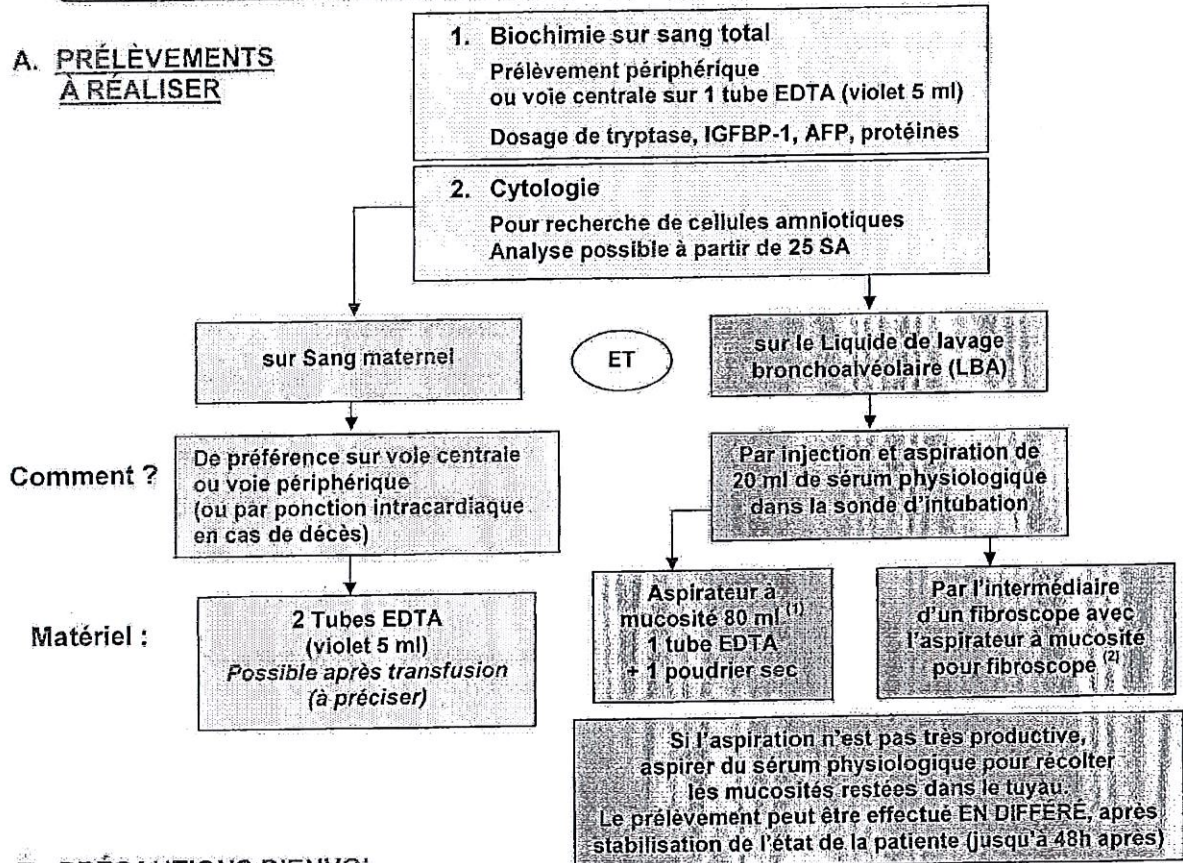 A. PRÉLÈVEMENTS
À RÉALISER
1. Biochimie sur sang total
Prélèvement périphérique
ou voie centrale sur 1 tube EDTA (violet 5 ml)
Dosage de tryptase, IGFBP-1, AFP, protéines
2. Cytologie
Pour recherche de cellules amniotiques
Analyse possible à partir de 25 SA
sur Sang maternel
ET
sur le Liquide de lavage
bronchoalvéolaire (LBA)
Comment ?
De préférence sur voie centrale
ou voie périphérique
(ou par ponction intracardiaque
en cas de décès)
Par injection et aspiration de
20 ml de sérum physiologique
dans la sonde d'intubation
Matériel :
2 Tubes EDTA
(violet 5 ml)
Possible après transfusion
(à préciser)
Aspirateur à
mucosité 80 ml (1)
1 tube EDTA
+ 1 poudrier sec
Par l'intermédiaire
d'un fibroscope avec
l'aspirateur à mucosité
pour fibroscope (2)
Si l'aspiration n'est pas très productive,
aspirer du sérum physiologique pour récolter
les mucosités restées dans le tuyau.
Le prélèvement peut être effectué EN DIFFÉRÉ, après
stabilisation de l'état de la patiente (jusqu'à 48h après)
PRÉCAUTIONS D'ENVOI